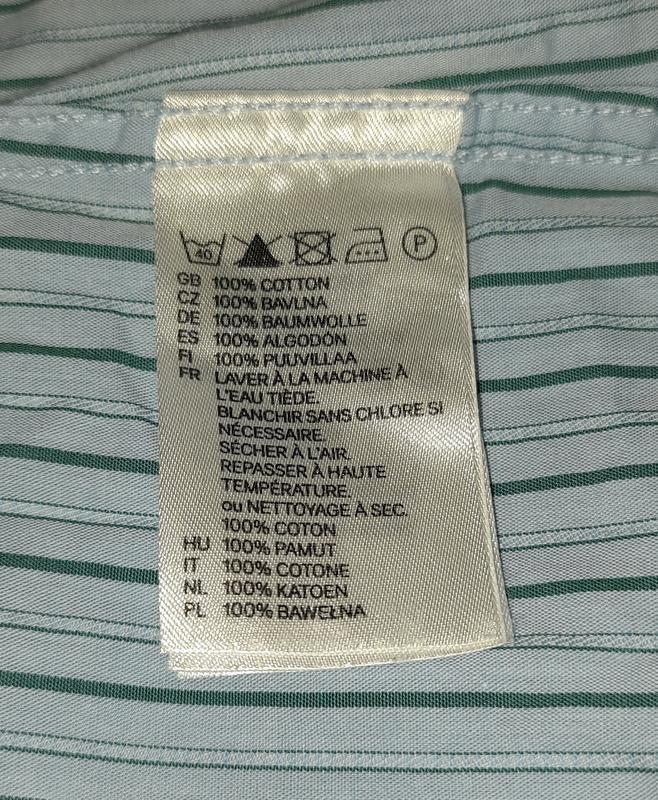 40 P
GB 100% COTTON
CZ 100% BAVLNA
DE 100% BAUMWOLLE
ES 100% ALGODÓN
FI 100% PUUVILLAA
FR LAVER À LA MACHINE À
L'EAU TIÈDE.
BLANCHIR SANS CHLORE SI
NÉCESSAIRE.
SÉCHER À L'AIR.
REPASSER À HAUTE
TEMPÉRATURE.
ou NETTOYAGE À SEC.
100% COTON
HU 100% PAMUT
IT 100% COTONE
NL 100% KATOEN
PL 100% BAWEŁNA